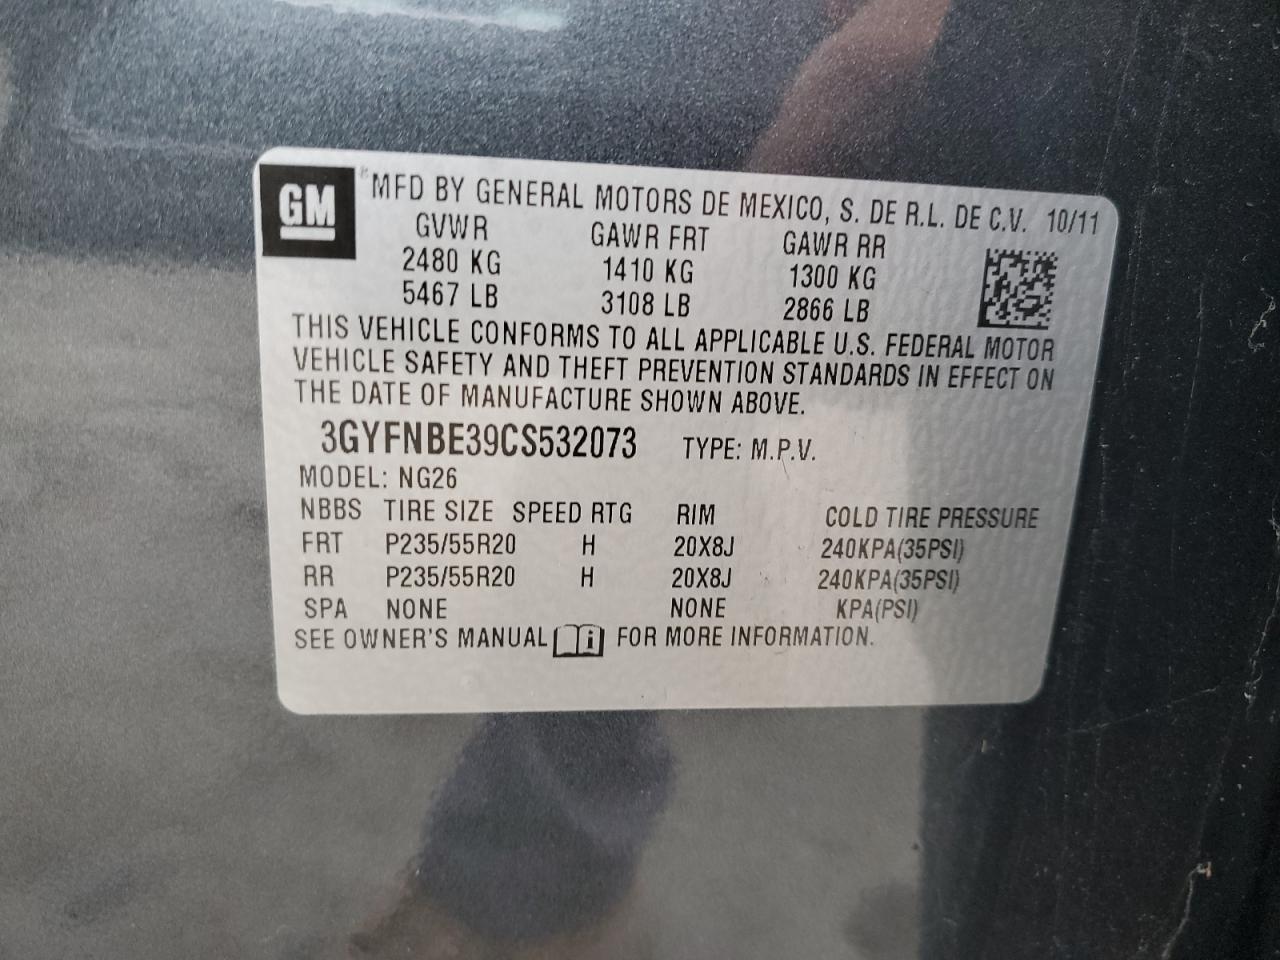 GM
® MFD BY GENERAL MOTORS DE MEXICO, S. DE R.L. DE C.V. 10/11
GVWR GAWR FRT GAWR RR
2480 KG 1410 KG 1300 KG
5467 LB 3108 LB 2866 LB
THIS VEHICLE CONFORMS TO ALL APPLICABLE U.S. FEDERAL MOTOR
VEHICLE SAFETY AND THEFT PREVENTION STANDARDS IN EFFECT ON
THE DATE OF MANUFACTURE SHOWN ABOVE.
3GYFNBE39CS532073 TYPE: M.P.V.
MODEL: NG26
NBBS TIRE SIZE SPEED RTG RIM COLD TIRE PRESSURE
FRT P235/55R20 H 20X8J 240KPA(35PSI)
RR P235/55R20 H 20X8J 240KPA(35PSI)
SPA NONE NONE KPA(PSI)
SEE OWNER'S MANUAL i FOR MORE INFORMATION.